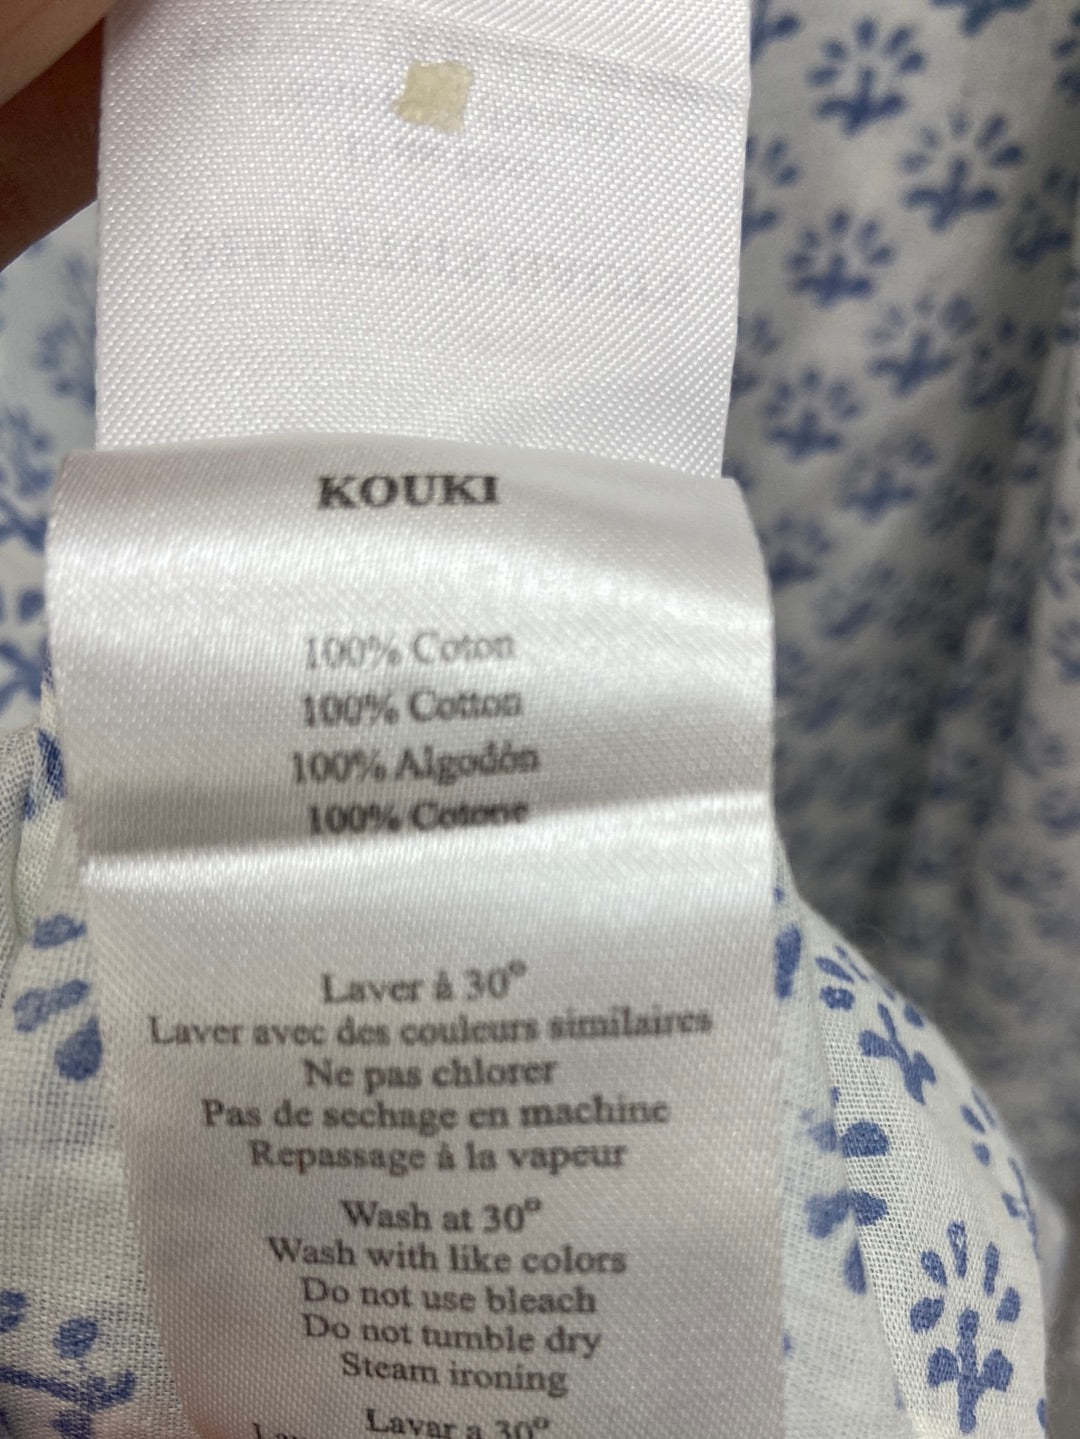 KOUKI
100% Coton
100% Cotton
100% Algodón
100% Cotone
Laver à 30°
Laver avec des couleurs similaires
Ne pas chlorer
Pas de sechage en machine
Repassage à la vapeur
Wash at 30°
Wash with like colors
Do not use bleach
Do not tumble dry
Steam ironing
Lavar a 30°